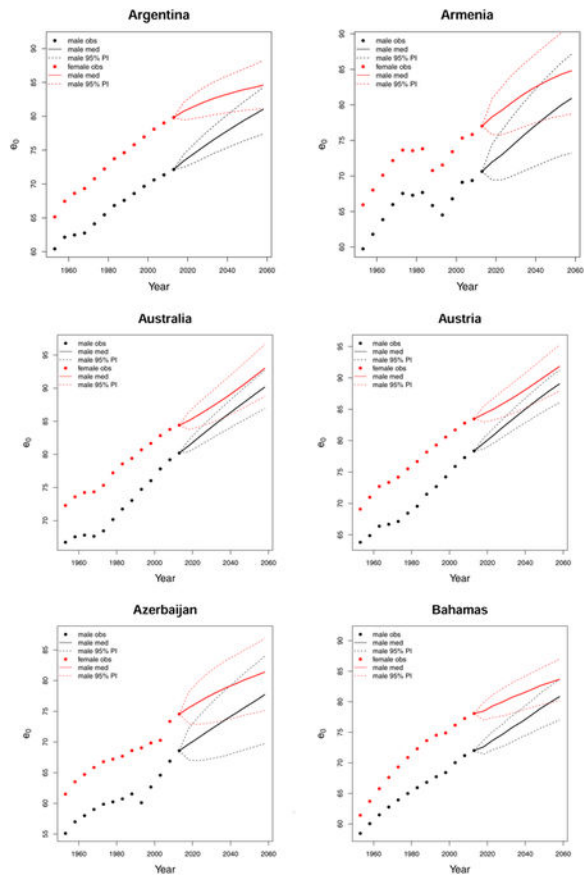 Argentina
male obs
male med
male 95% PI
female obs
male med
male 95% PI
90
85
80
75
70
65
60
e0
1960 1980 2000 2020 2040 2060
Year
Armenia
male obs
male med
male 95% PI
female obs
male med
male 95% PI
90
85
80
75
70
65
60
e0
1960 1980 2000 2020 2040 2060
Year
Australia
male obs
male med
male 95% PI
female obs
male med
male 95% PI
95
90
85
80
75
70
e0
1960 1980 2000 2020 2040 2060
Year
Austria
male obs
male med
male 95% PI
female obs
male med
male 95% PI
95
90
85
80
75
70
65
e0
1960 1980 2000 2020 2040 2060
Year
Azerbaijan
male obs
male med
male 95% PI
female obs
male med
male 95% PI
85
80
75
70
65
60
55
e0
1960 1980 2000 2020 2040 2060
Year
Bahamas
male obs
male med
male 95% PI
female obs
male med
male 95% PI
90
85
80
75
70
65
60
e0
1960 1980 2000 2020 2040 2060
Year